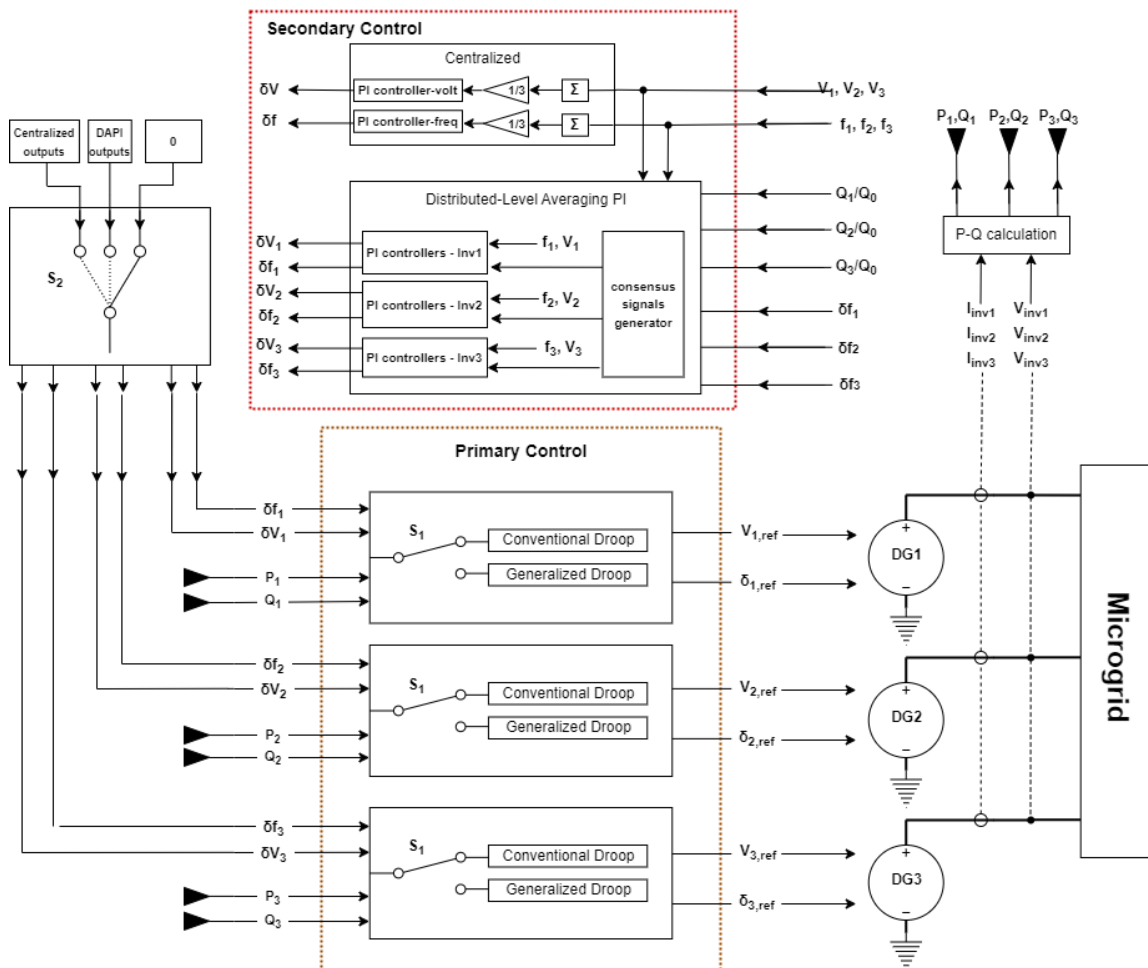 Secondary Control
Centralized
δV
PI controller-volt
1/3
Σ
V₁, V₂, V₃
δf
PI controller-freq
1/3
Σ
f₁, f₂, f₃
Centralized
outputs
DAPI
outputs
0
S₂
Distributed-Level Averaging PI
δV₁
δf₁
PI controllers - Inv1
f₁, V₁
δV₂
δf₂
PI controllers - Inv2
f₂, V₂
δV₃
δf₃
PI controllers - Inv3
f₃, V₃
consensus
signals
generator
Q₁/Q₀
Q₂/Q₀
Q₃/Q₀
δf₁
δf₂
δf₃
P₁,Q₁
P₂,Q₂
P₃,Q₃
P-Q calculation
I_inv1
V_inv1
I_inv2
V_inv2
I_inv3
V_inv3
Primary Control
δf₁
δV₁
P₁
Q₁
S₁
Conventional Droop
Generalized Droop
V₁,ref
δ₁,ref
DG1
+
−
δf₂
δV₂
P₂
Q₂
S₁
Conventional Droop
Generalized Droop
V₂,ref
δ₂,ref
DG2
+
−
δf₃
δV₃
P₃
Q₃
S₁
Conventional Droop
Generalized Droop
V₃,ref
δ₃,ref
DG3
+
−
Microgrid